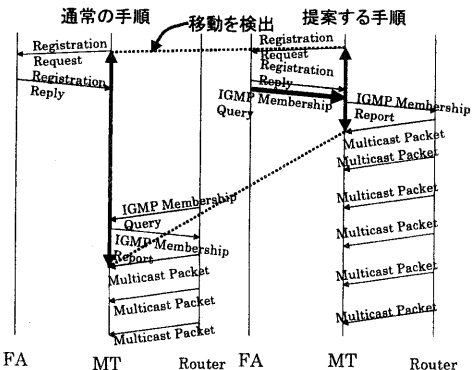 通常の手順
移動を検出
提案する手順
Registration
Request
Registration
Reply
IGMP Membership
Query
IGMP Membership
Report
Multicast Packet
Multicast Packet
Multicast Packet
Registration
Request
Registration
Reply
IGMP Membership
Query
IGMP Membership
Report
Multicast Packet
Multicast Packet
Multicast Packet
Multicast Packet
Multicast Packet
Multicast Packet
FA
MT
Router
FA
MT
Router